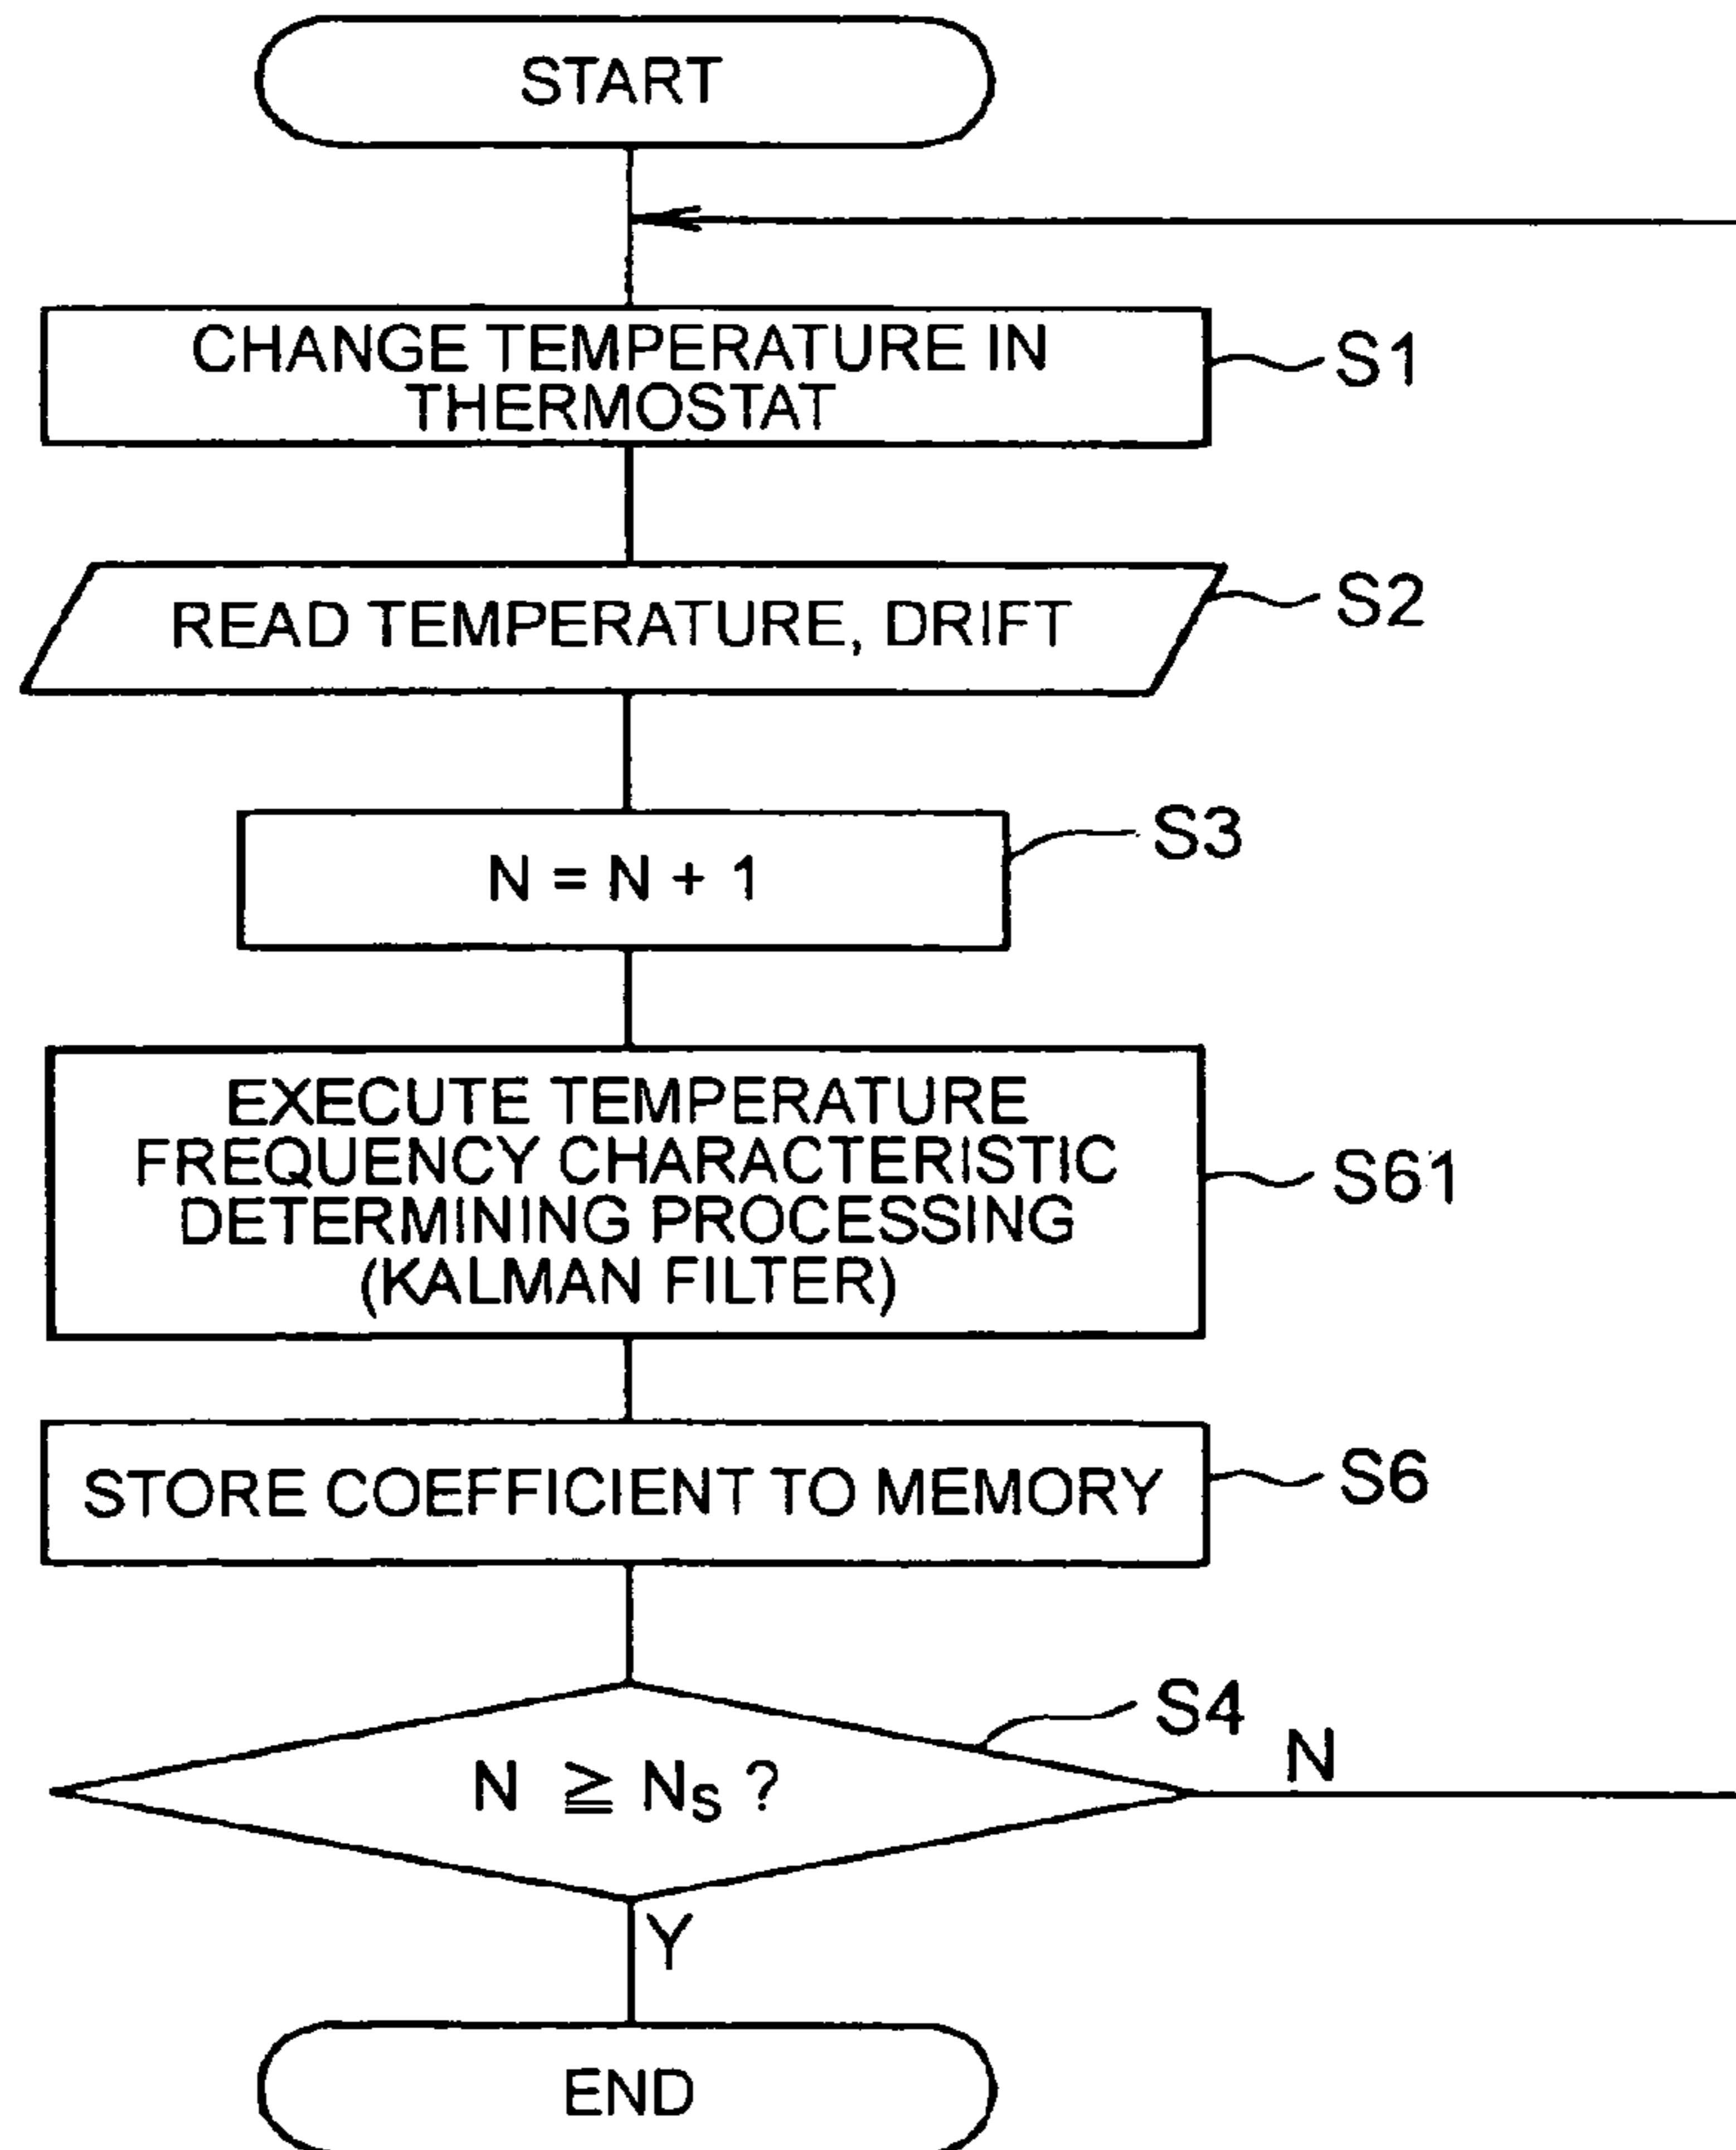 START
CHANGE TEMPERATURE IN
THERMOSTAT
S1
READ TEMPERATURE, DRIFT
S2
N = N + 1
S3
EXECUTE TEMPERATURE
FREQUENCY CHARACTERISTIC
DETERMINING PROCESSING
(KALMAN FILTER)
S61
STORE COEFFICIENT TO MEMORY
S6
N ≧ Ns ?
S4
N
Y
END